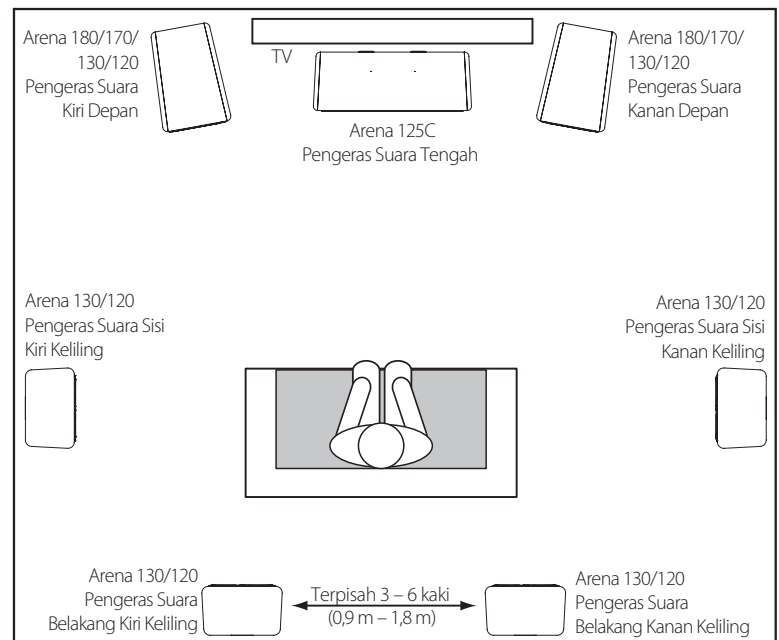 Arena 180/170/
130/120
Pengeras Suara
Kiri Depan
TV
Arena 125C
Pengeras Suara Tengah
Arena 180/170/
130/120
Pengeras Suara
Kanan Depan
Arena 130/120
Pengeras Suara Sisi
Kiri Keliling
Arena 130/120
Pengeras Suara Sisi
Kanan Keliling
Arena 130/120
Pengeras Suara
Belakang Kiri Keliling
Terpisah 3 – 6 kaki
(0,9 m – 1,8 m)
Arena 130/120
Pengeras Suara
Belakang Kanan Keliling